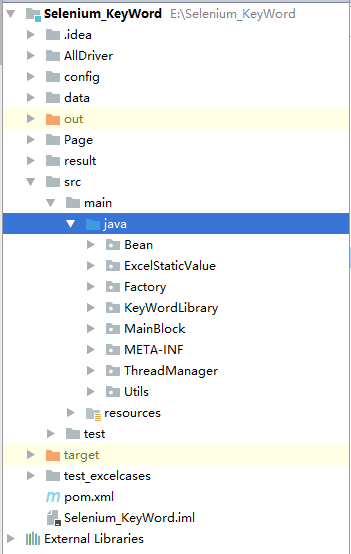 Selenium_KeyWord E:\Selenium_KeyWord
.idea
AllDriver
config
data
out
Page
result
src
main
java
Bean
ExcelStaticValue
Factory
KeyWordLibrary
MainBlock
META-INF
ThreadManager
Utils
resources
test
target
test_excelcases
m pom.xml
Selenium_KeyWord.iml
External Libraries